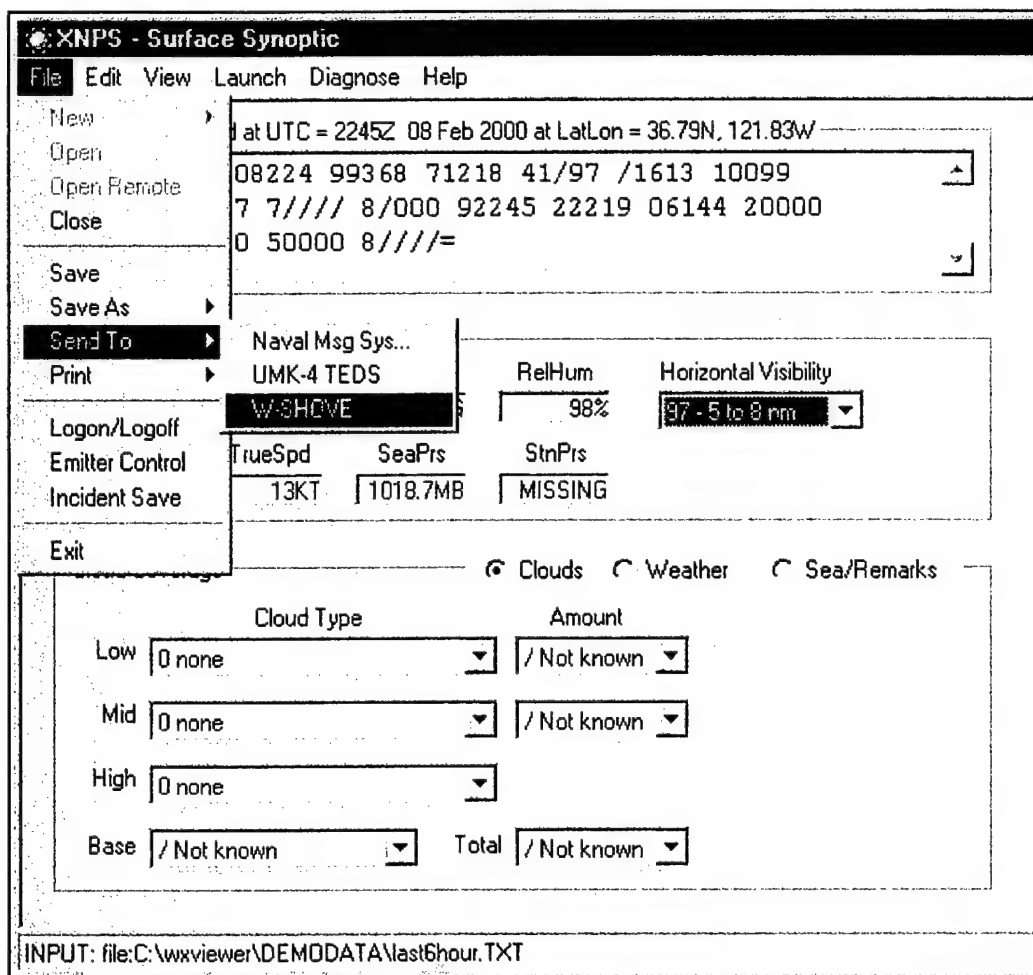 XNPS - Surface Synoptic
File Edit View Launch Diagnose Help
New
Open
Open Remote
Close
Save
Save As
Send To
Print
Logon/Logoff
Emitter Control
Incident Save
Exit
Naval Msg Sys...
UMK-4 TEDS
W-SHOVE
at UTC = 2245Z 08 Feb 2000 at LatLon = 36.79N, 121.83W
08224 99368 71218 41/97 /1613 10099
7 7//// 8/000 92245 22219 06144 20000
0 50000 8////=
RelHum Horizontal Visibility
98% 97 - 5 to 8 nm
TrueSpd SeaPrs StnPrs
13KT 1018.7MB MISSING
Clouds Weather Sea/Remarks
Cloud Type Amount
Low 0 none / Not known
Mid 0 none / Not known
High 0 none
Base / Not known Total / Not known
INPUT: file:C:\wxviewer\DEMODATA\last6hour.TXT